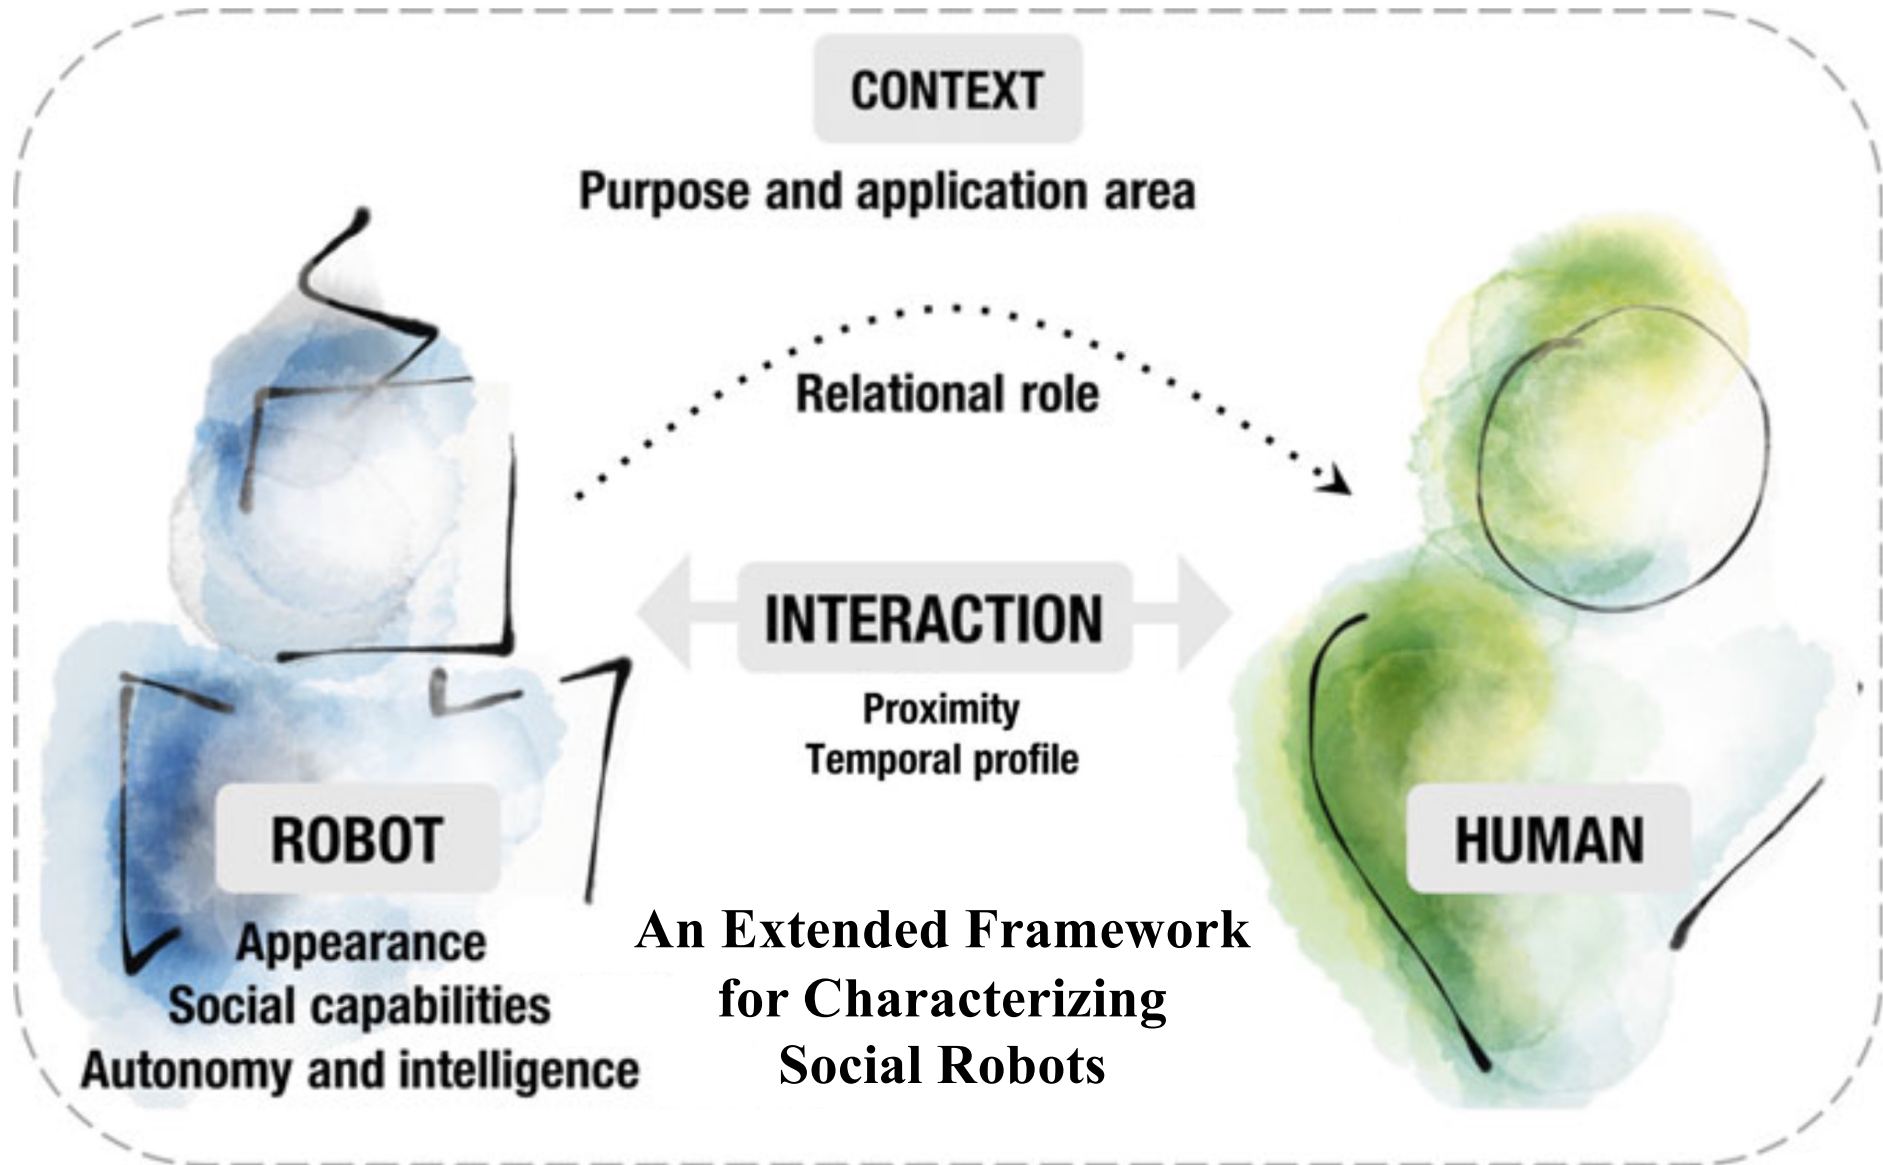 CONTEXT
Purpose and application area
Relational role
INTERACTION
Proximity
Temporal profile
ROBOT
Appearance
Social capabilities
Autonomy and intelligence
HUMAN
An Extended Framework
for Characterizing
Social Robots